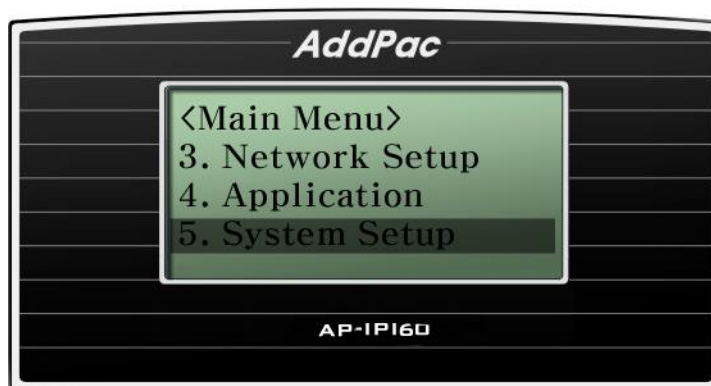 AddPac
<Main Menu>
3. Network Setup
4. Application
5. System Setup
AP-IP160